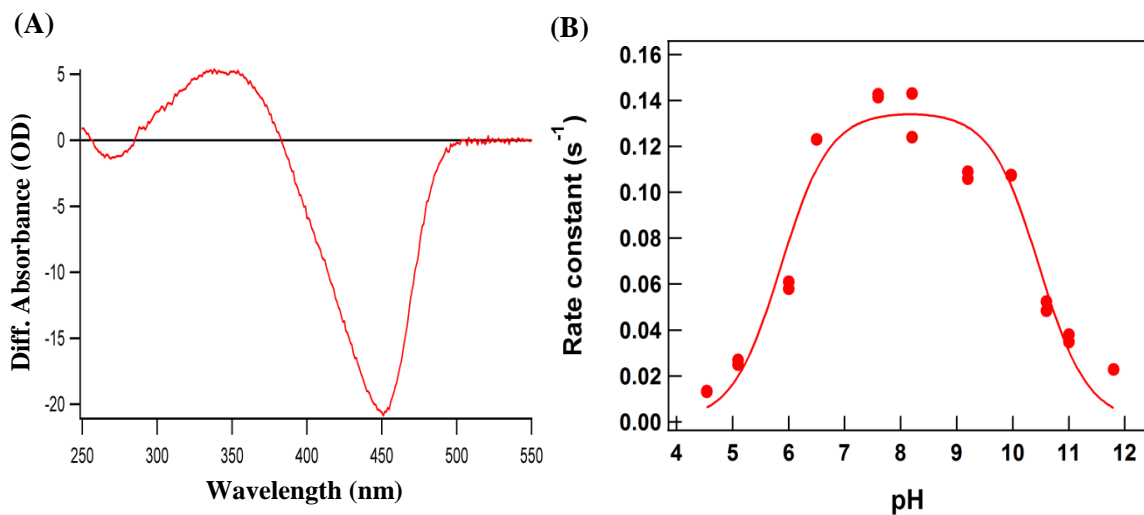 (A)
Diff. Absorbance (OD)
5
0
-5
-10
-15
-20
250 300 350 400 450 500 550
Wavelength (nm)
(B)
Rate constant (s⁻¹)
0.16
0.14
0.12
0.10
0.08
0.06
0.04
0.02
0.00
4 5 6 7 8 9 10 11 12
pH